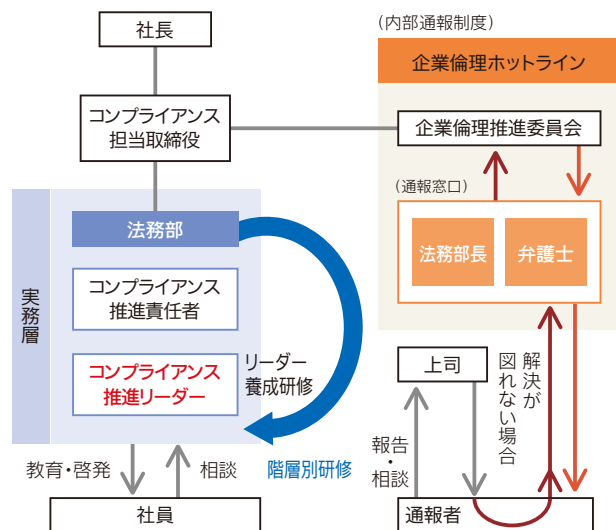 社長
コンプライアンス
担当取締役
実務層
法務部
コンプライアンス
推進責任者
コンプライアンス
推進リーダー
リーダー
養成研修
階層別研修
教育・啓発
相談
社員
(内部通報制度)
企業倫理ホットライン
企業倫理推進委員会
(通報窓口)
法務部長
弁護士
上司
解決が
図れない場合
報告・
相談
通報者